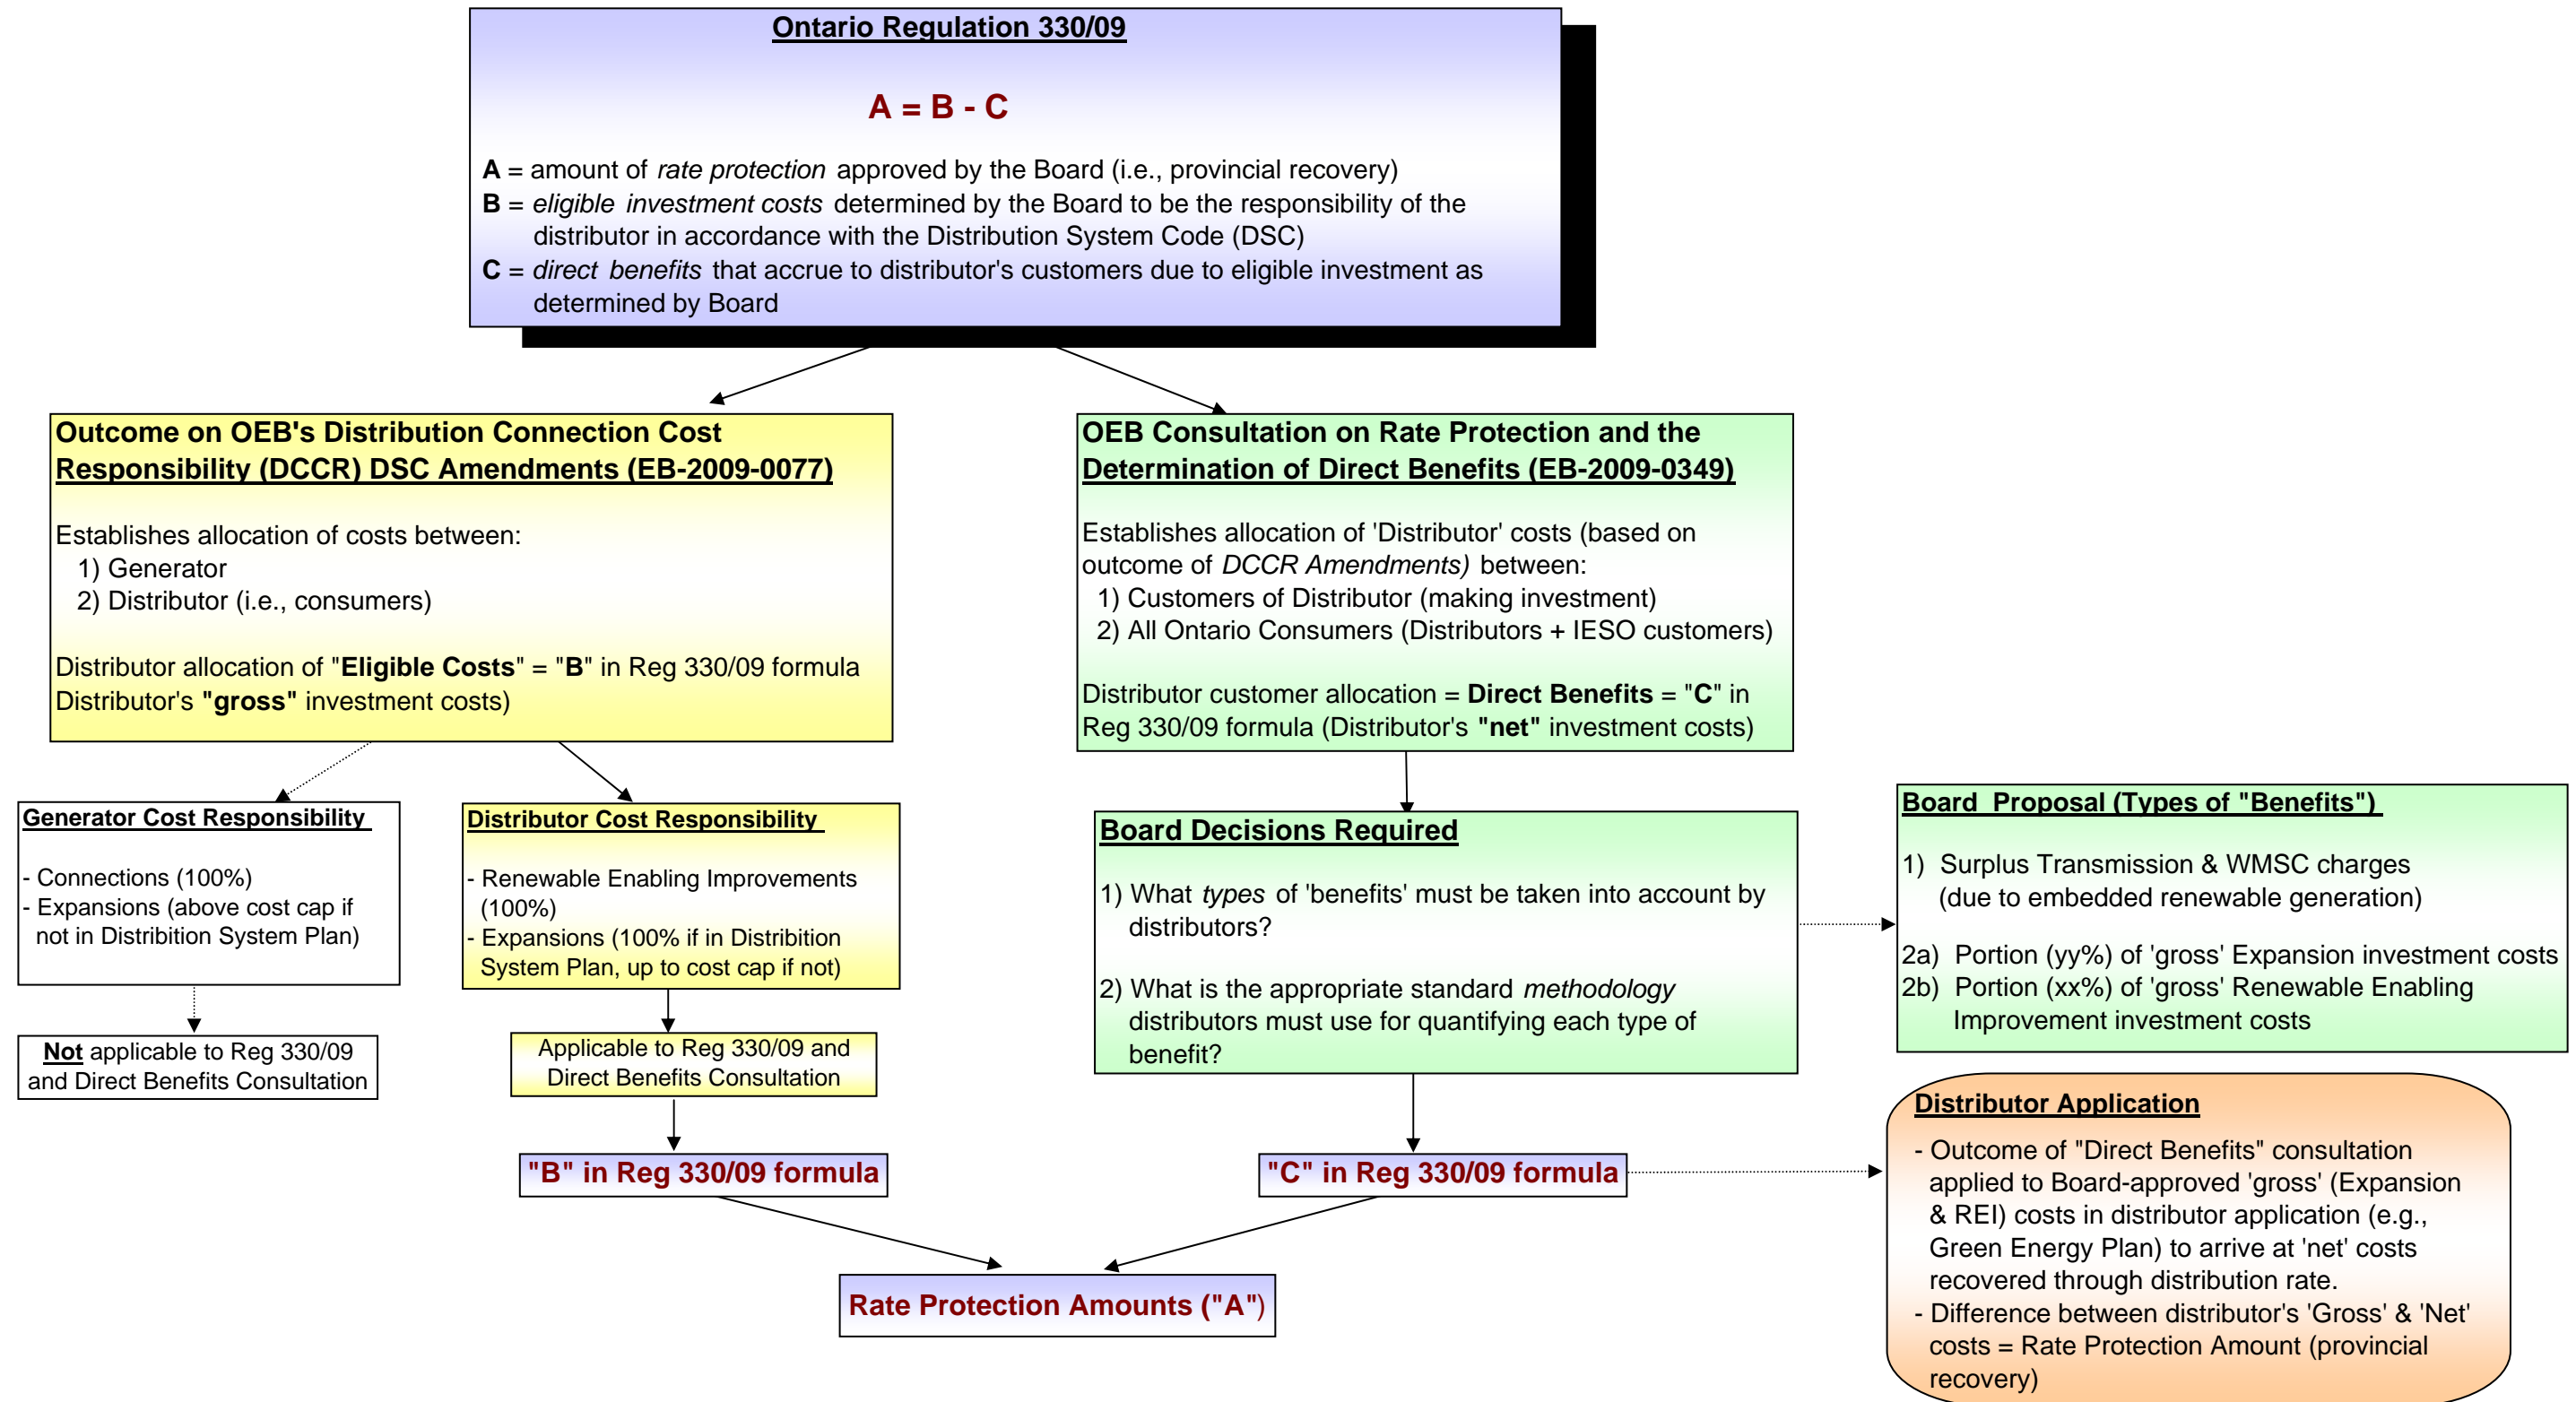 Ontario Regulation 330/09
A = B - C
A = amount of rate protection approved by the Board (i.e., provincial recovery)
B = eligible investment costs determined by the Board to be the responsibility of the
distributor in accordance with the Distribution System Code (DSC)
C = direct benefits that accrue to distributor's customers due to eligible investment as
determined by Board
Outcome on OEB's Distribution Connection Cost
Responsibility (DCCR) DSC Amendments (EB-2009-0077)
Establishes allocation of costs between:
1) Generator
2) Distributor (i.e., consumers)
Distributor allocation of "Eligible Costs" = "B" in Reg 330/09 formula
Distributor's "gross" investment costs)
OEB Consultation on Rate Protection and the
Determination of Direct Benefits (EB-2009-0349)
Establishes allocation of 'Distributor' costs (based on
outcome of DCCR Amendments) between:
1) Customers of Distributor (making investment)
2) All Ontario Consumers (Distributors + IESO customers)
Distributor customer allocation = Direct Benefits = "C" in
Reg 330/09 formula (Distributor's "net" investment costs)
Generator Cost Responsibility
- Connections (100%)
- Expansions (above cost cap if
not in Distribition System Plan)
Distributor Cost Responsibility
- Renewable Enabling Improvements
(100%)
- Expansions (100% if in Distribition
System Plan, up to cost cap if not)
Board Decisions Required
1) What types of 'benefits' must be taken into account by
distributors?
2) What is the appropriate standard methodology
distributors must use for quantifying each type of
benefit?
Board Proposal (Types of "Benefits")
1) Surplus Transmission & WMSC charges
(due to embedded renewable generation)
2a) Portion (yy%) of 'gross' Expansion investment costs
2b) Portion (xx%) of 'gross' Renewable Enabling
Improvement investment costs
Not applicable to Reg 330/09
and Direct Benefits Consultation
Applicable to Reg 330/09 and
Direct Benefits Consultation
"B" in Reg 330/09 formula
"C" in Reg 330/09 formula
Distributor Application
- Outcome of "Direct Benefits" consultation
applied to Board-approved 'gross' (Expansion
& REI) costs in distributor application (e.g.,
Green Energy Plan) to arrive at 'net' costs
recovered through distribution rate.
- Difference between distributor's 'Gross' & 'Net'
costs = Rate Protection Amount (provincial
recovery)
Rate Protection Amounts ("A")